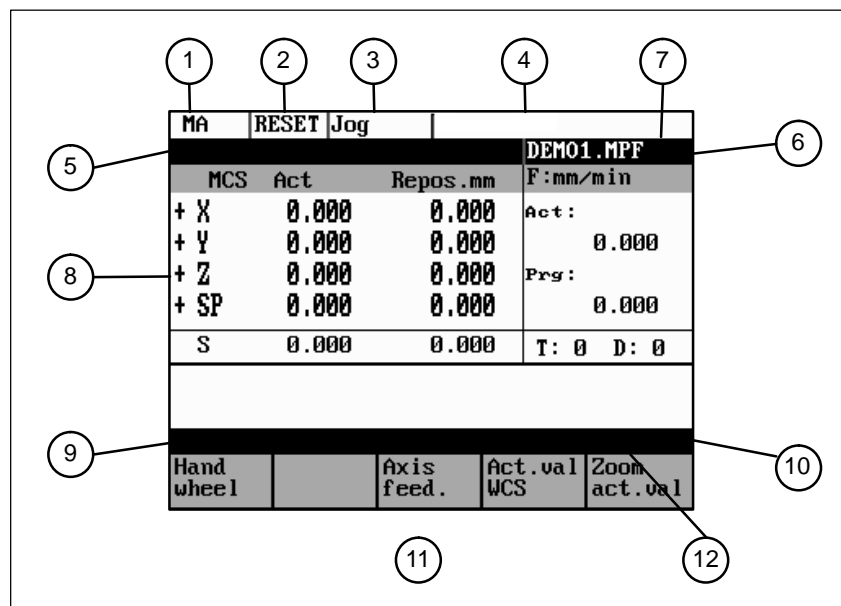 1 2 3 4 7
MA RESET Jog
DEMO1.MPF
6
5
MCS Act Repos.mm F:mm/min
+ X 0.000 0.000 Act:
+ Y 0.000 0.000 0.000
8 + Z 0.000 0.000 Prg:
+ SP 0.000 0.000 0.000
S 0.000 0.000 T: 0 D: 0
9
10
Hand wheel
Axis feed.
Act.val WCS
Zoom act.val
11 12